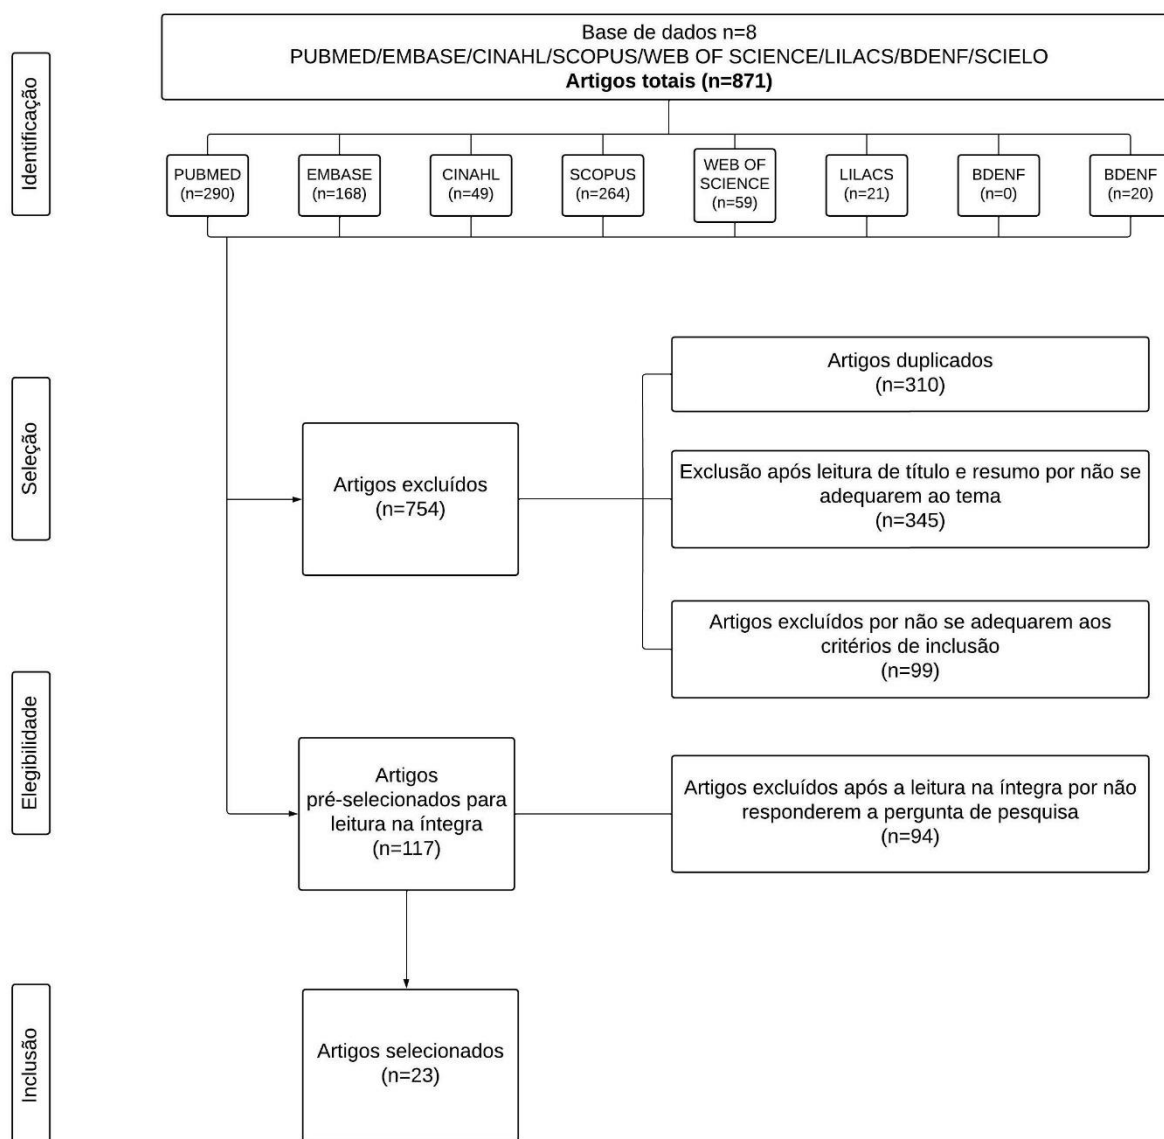 Identificação
Base de dados n=8
PUBMED/EMBASE/CINAHL/SCOPUS/WEB OF SCIENCE/LILACS/BDENF/SCIELO
Artigos totais (n=871)
PUBMED
(n=290)
EMBASE
(n=168)
CINAHL
(n=49)
SCOPUS
(n=264)
WEB OF
SCIENCE
(n=59)
LILACS
(n=21)
BDENF
(n=0)
BDENF
(n=20)
Seleção
Artigos excluídos
(n=754)
Artigos duplicados
(n=310)
Exclusão após leitura de título e resumo por não se
adequarem ao tema
(n=345)
Artigos excluídos por não se adequarem aos
critérios de inclusão
(n=99)
Elegibilidade
Artigos
pré-selecionados para
leitura na íntegra
(n=117)
Artigos excluídos após a leitura na íntegra por não
responderem a pergunta de pesquisa
(n=94)
Inclusão
Artigos selecionados
(n=23)